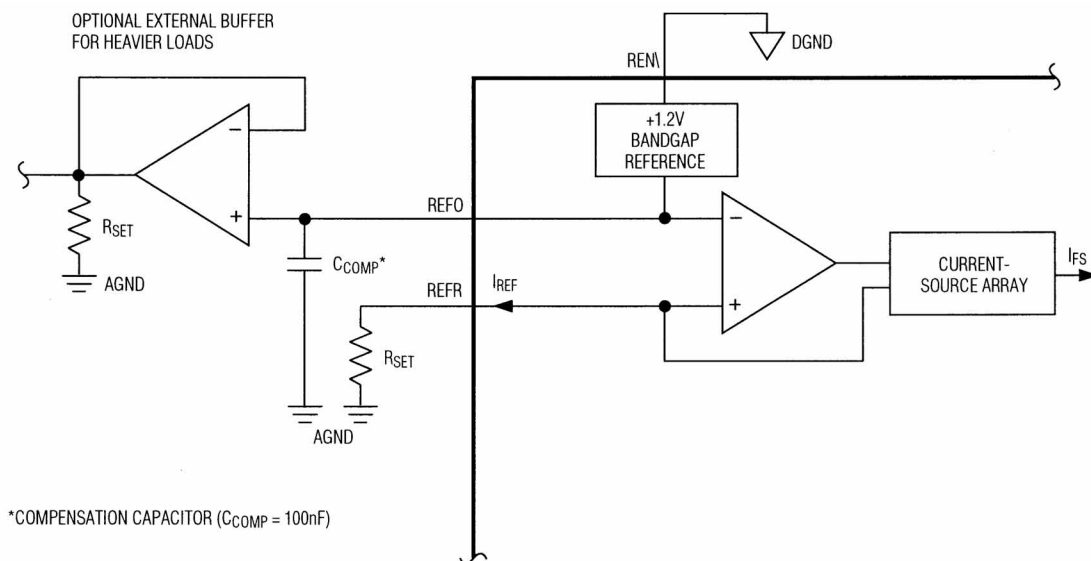 OPTIONAL EXTERNAL BUFFER
FOR HEAVIER LOADS
DGND
REN\
+1.2V
BANDGAP
REFERENCE
−
+
RSET
AGND
REFO
CCOMP*
REFR
IREF
RSET
AGND
−
+
CURRENT-
SOURCE ARRAY
IFS
*COMPENSATION CAPACITOR (CCOMP = 100nF)